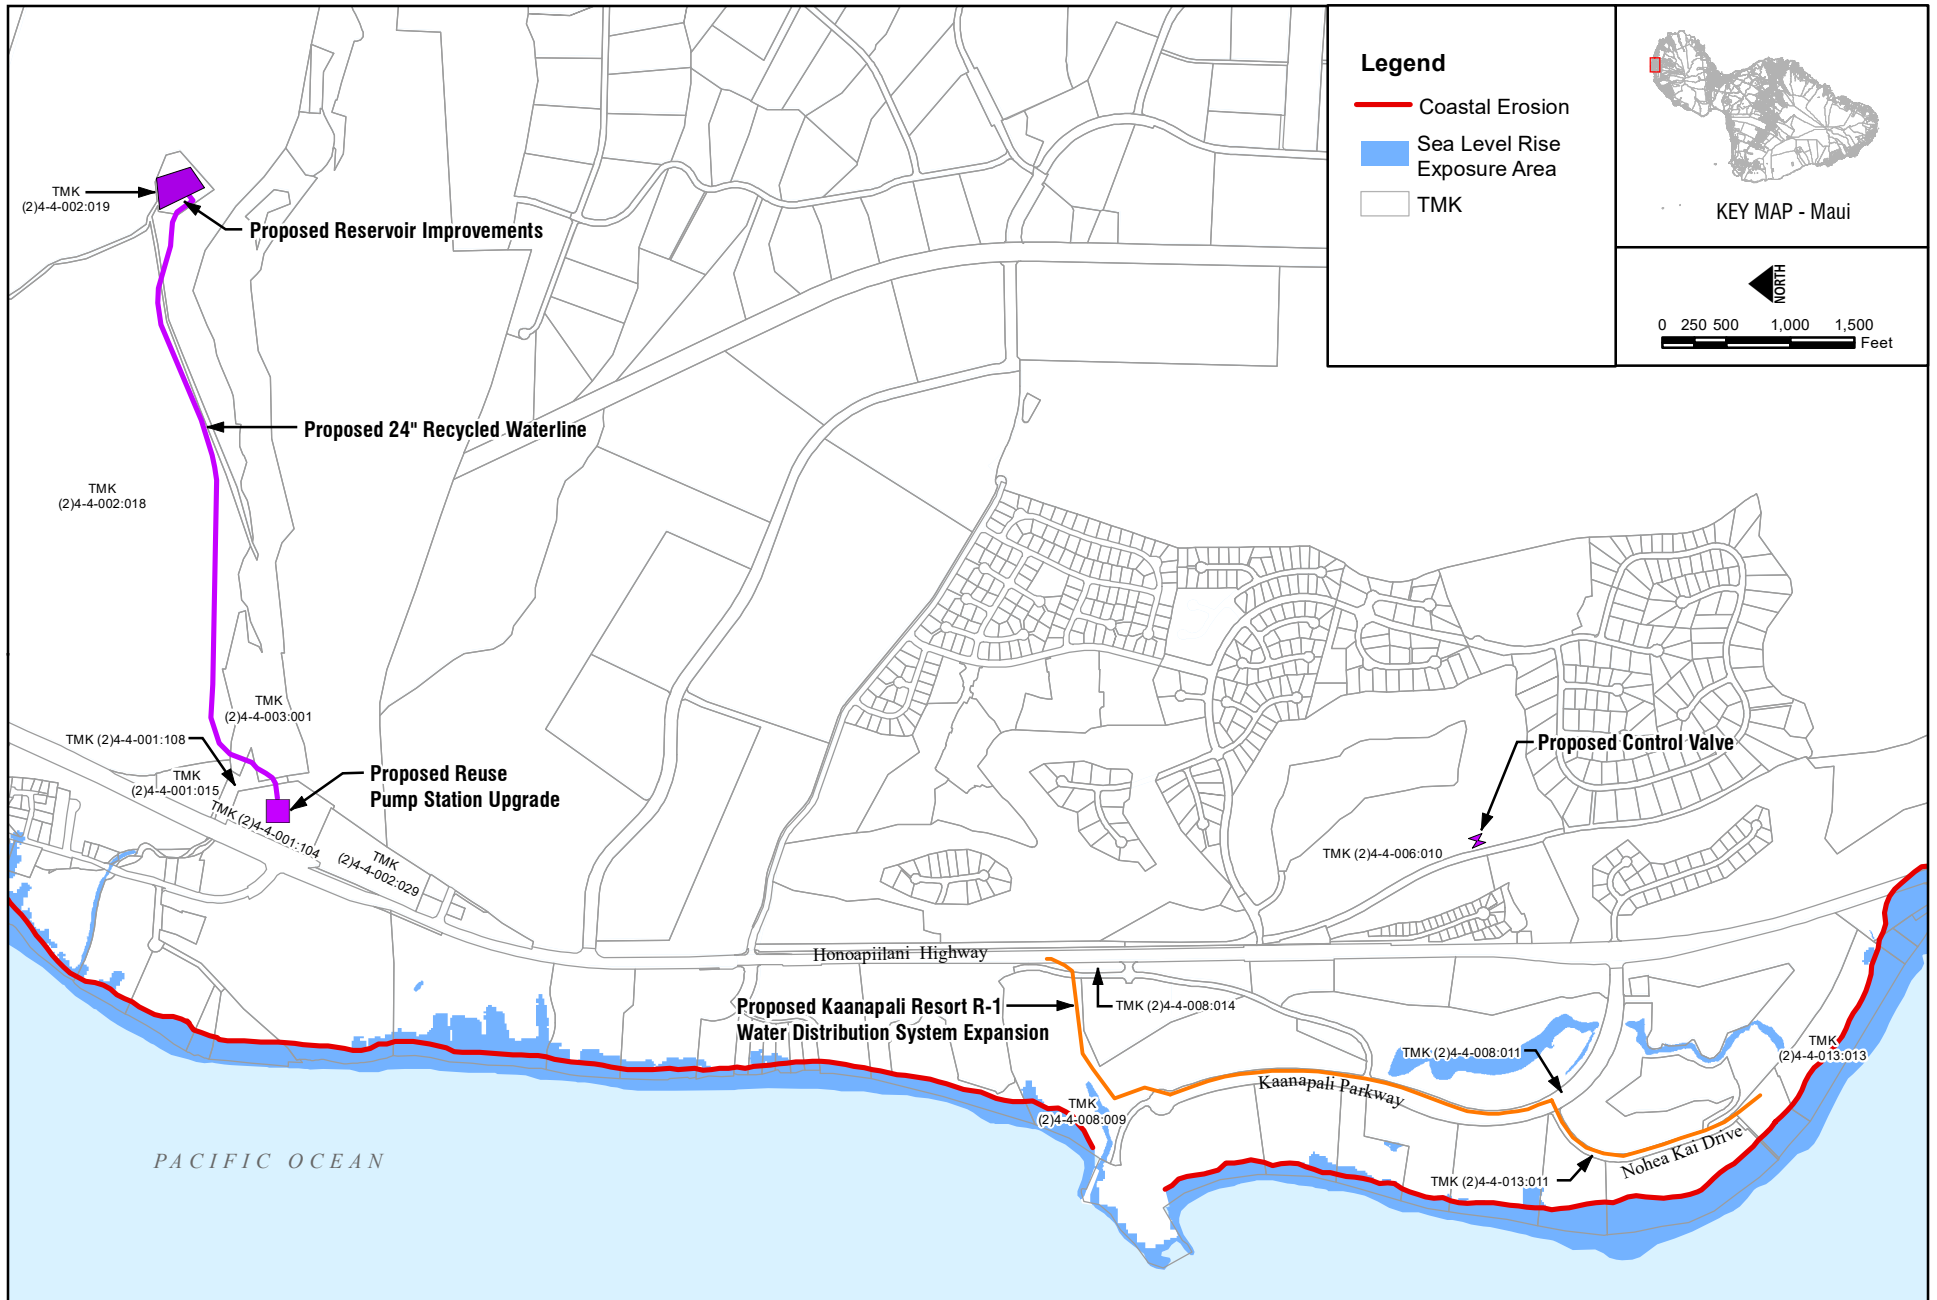 Legend
Coastal Erosion
Sea Level Rise
Exposure Area
TMK
KEY MAP - Maui
NORTH
0 250 500 1,000 1,500
Feet
TMK
(2)4-4-002:019
Proposed Reservoir Improvements
Proposed 24" Recycled Waterline
TMK
(2)4-4-002:018
TMK
(2)4-4-003:001
TMK (2)4-4-001:108
TMK
(2)4-4-001:015
Proposed Reuse
Pump Station Upgrade
TMK (2)4-4-001:104
TMK
(2)4-4-002:029
Proposed Control Valve
TMK (2)4-4-006:010
Honoapiilani Highway
Proposed Kaanapali Resort R-1
Water Distribution System Expansion
TMK (2)4-4-008:014
TMK (2)4-4-008:011
TMK
(2)4-4-013:013
Kaanapali Parkway
TMK
(2)4-4-008:009
Nohea Kai Drive
TMK (2)4-4-013:011
PACIFIC OCEAN